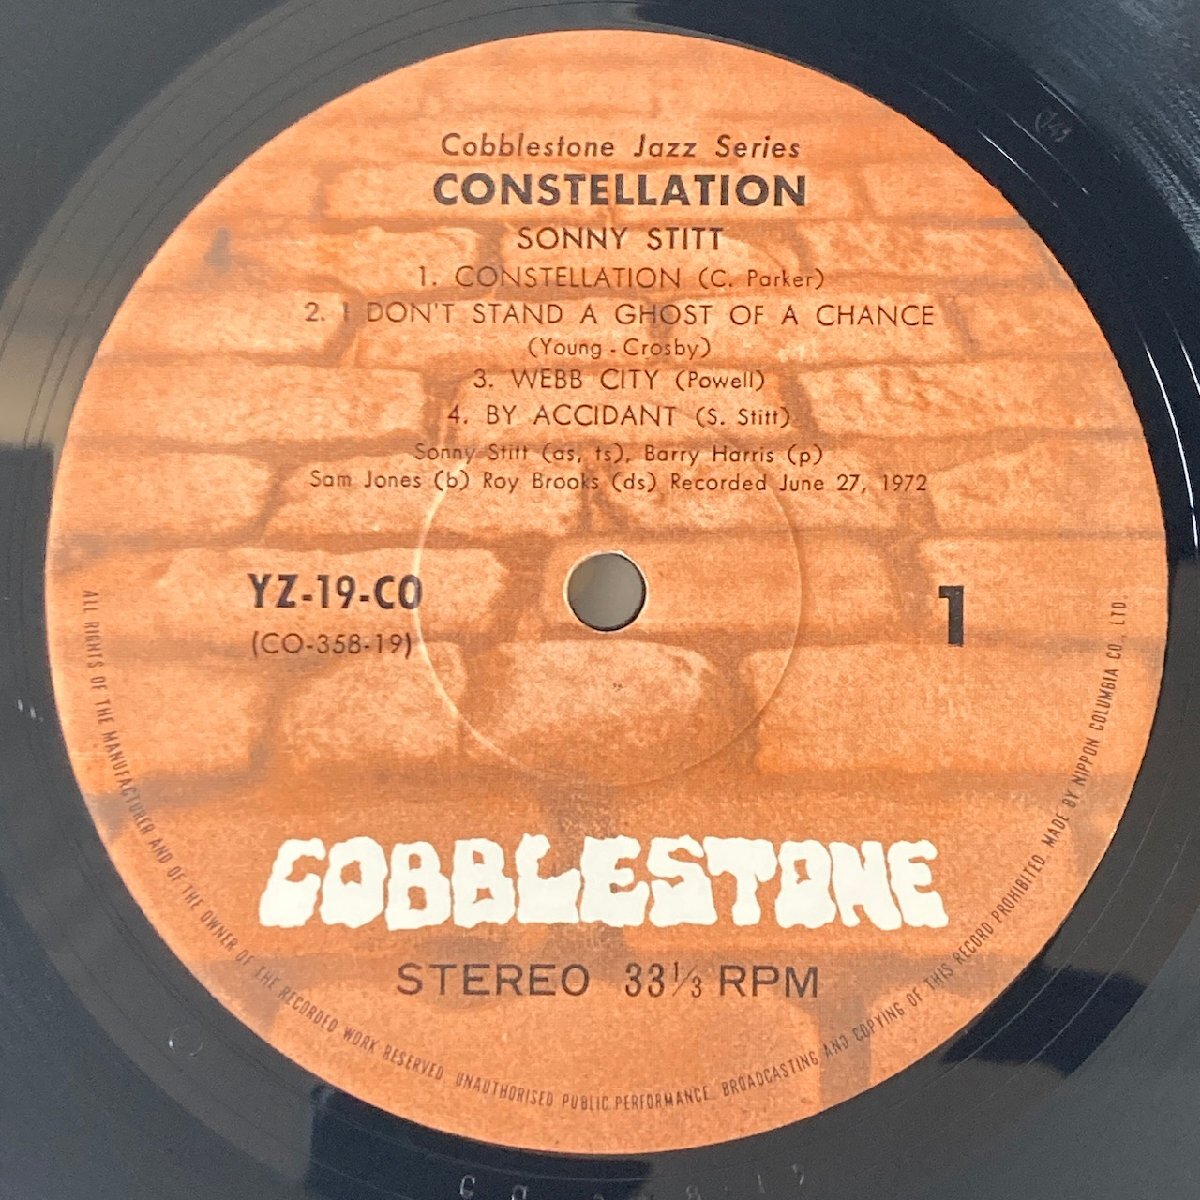 Cobblestone Jazz Series
CONSTELLATION
SONNY STITT
1. CONSTELLATION (C. Parker)
2. I DON'T STAND A GHOST OF A CHANCE
(Young - Crosby)
3. WEBB CITY (Powell)
4. BY ACCIDANT (S. Stitt)
Sonny Stitt (as, ts), Barry Harris (p)
Sam Jones (b) Roy Brooks (ds) Recorded June 27, 1972
YZ-19-CO
(CO-358-19)
1
COBBLESTONE
STEREO 33⅓ RPM
ALL RIGHTS OF THE MANUFACTURER AND OF THE OWNER OF THE RECORDED WORK RESERVED. UNAUTHORISED PUBLIC PERFORMANCE. BROADCASTING AND COPYING OF THIS RECORD PROHIBITED. MADE BY NIPPON COLUMBIA CO., LTD.